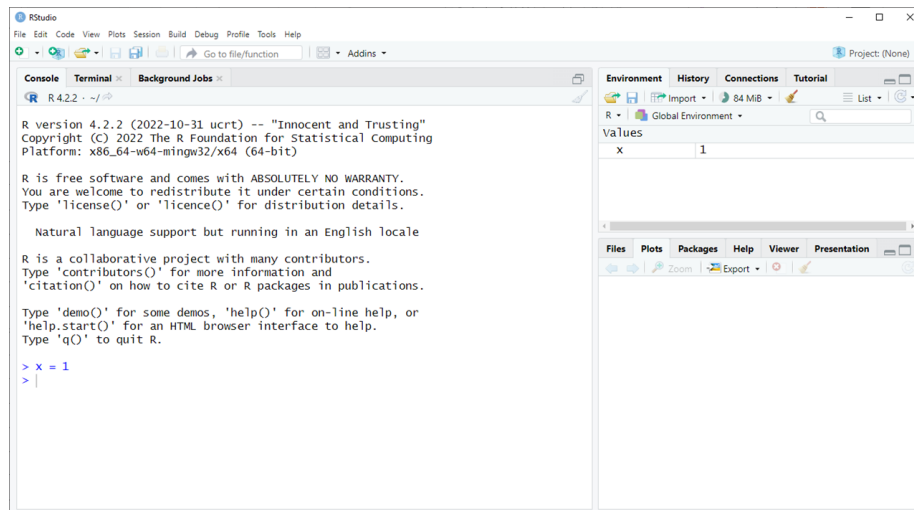 RStudio
File Edit Code View Plots Session Build Debug Profile Tools Help
Go to file/function Addins Project: (None)
Console Terminal Background Jobs
R 4.2.2 · ~/
R version 4.2.2 (2022-10-31 ucrt) -- "Innocent and Trusting"
Copyright (C) 2022 The R Foundation for Statistical Computing
Platform: x86_64-w64-mingw32/x64 (64-bit)
R is free software and comes with ABSOLUTELY NO WARRANTY.
You are welcome to redistribute it under certain conditions.
Type 'license()' or 'licence()' for distribution details.
Natural language support but running in an English locale
R is a collaborative project with many contributors.
Type 'contributors()' for more information and
'citation()' on how to cite R or R packages in publications.
Type 'demo()' for some demos, 'help()' for on-line help, or
'help.start()' for an HTML browser interface to help.
Type 'q()' to quit R.
> x = 1
>
Environment History Connections Tutorial
Import 84 MiB List
R Global Environment
Values
x 1
Files Plots Packages Help Viewer Presentation
Zoom Export